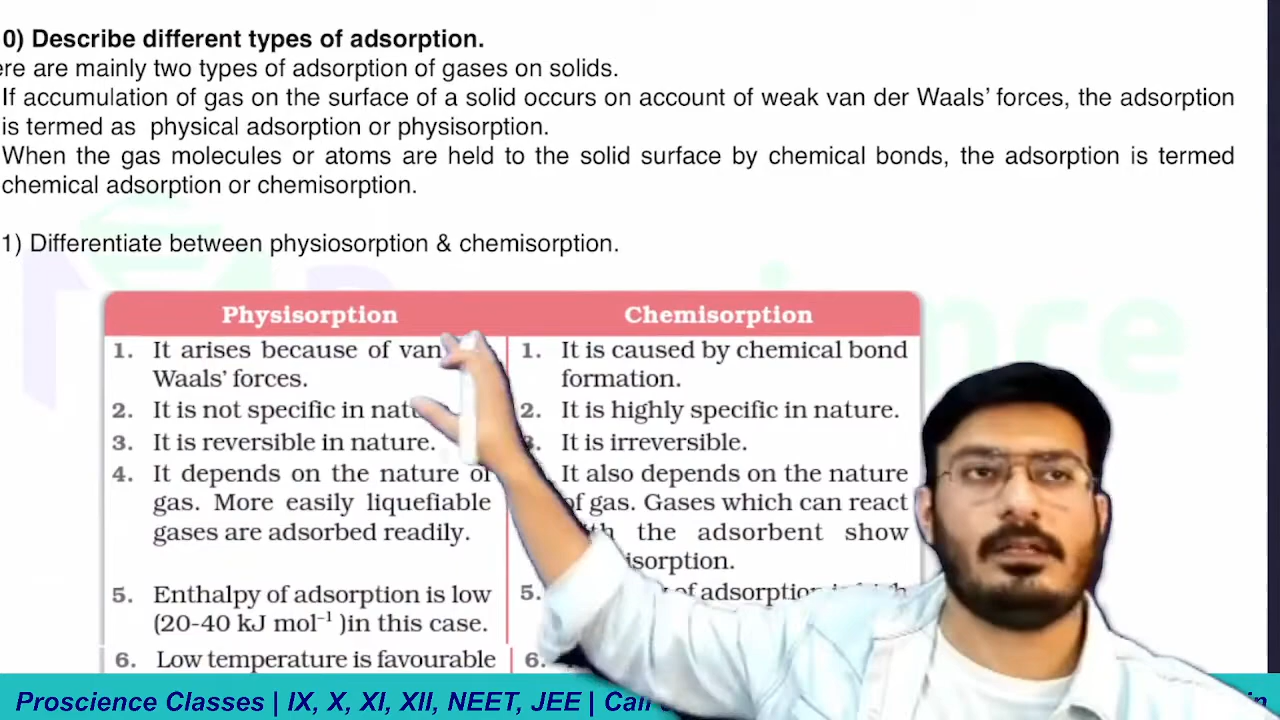 0) Describe different types of adsorption.
ere are mainly two types of adsorption of gases on solids.
If accumulation of gas on the surface of a solid occurs on account of weak van der Waals' forces, the adsorption
is termed as physical adsorption or physisorption.
When the gas molecules or atoms are held to the solid surface by chemical bonds, the adsorption is termed
chemical adsorption or chemisorption.
1) Differentiate between physiosorption & chemisorption.
Physisorption
1. It arises because of van
Waals' forces.
2. It is not specific in
3. It is reversible in nature.
4. It depends on the nature of
gas. More easily liquefiable
gases are adsorbed readily.
5. Enthalpy of adsorption is low
(20-40 kJ mol⁻¹ )in this case.
6. Low temperature is favourable
Chemisorption
1. It is caused by chemical bond
formation.
2. It is highly specific in nature.
3. It is irreversible.
It also depends on the nature
of gas. Gases which can react
the adsorbent show
isorption.
5. of adsorption
6.
Proscience Classes | IX, X, XI, XII, NEET, JEE | Call